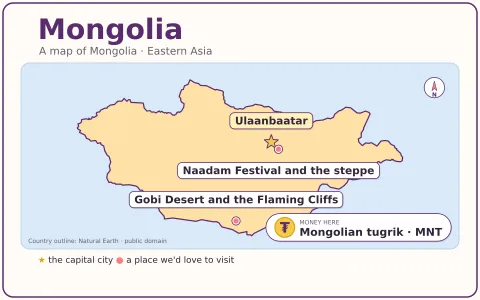 Mongolia
A map of Mongolia · Eastern Asia
N
Ulaanbaatar
Naadam Festival and the steppe
Gobi Desert and the Flaming Cliffs
MONEY HERE
₮ Mongolian tugrik · MNT
Country outline: Natural Earth · public domain
★ the capital city ● a place we'd love to visit